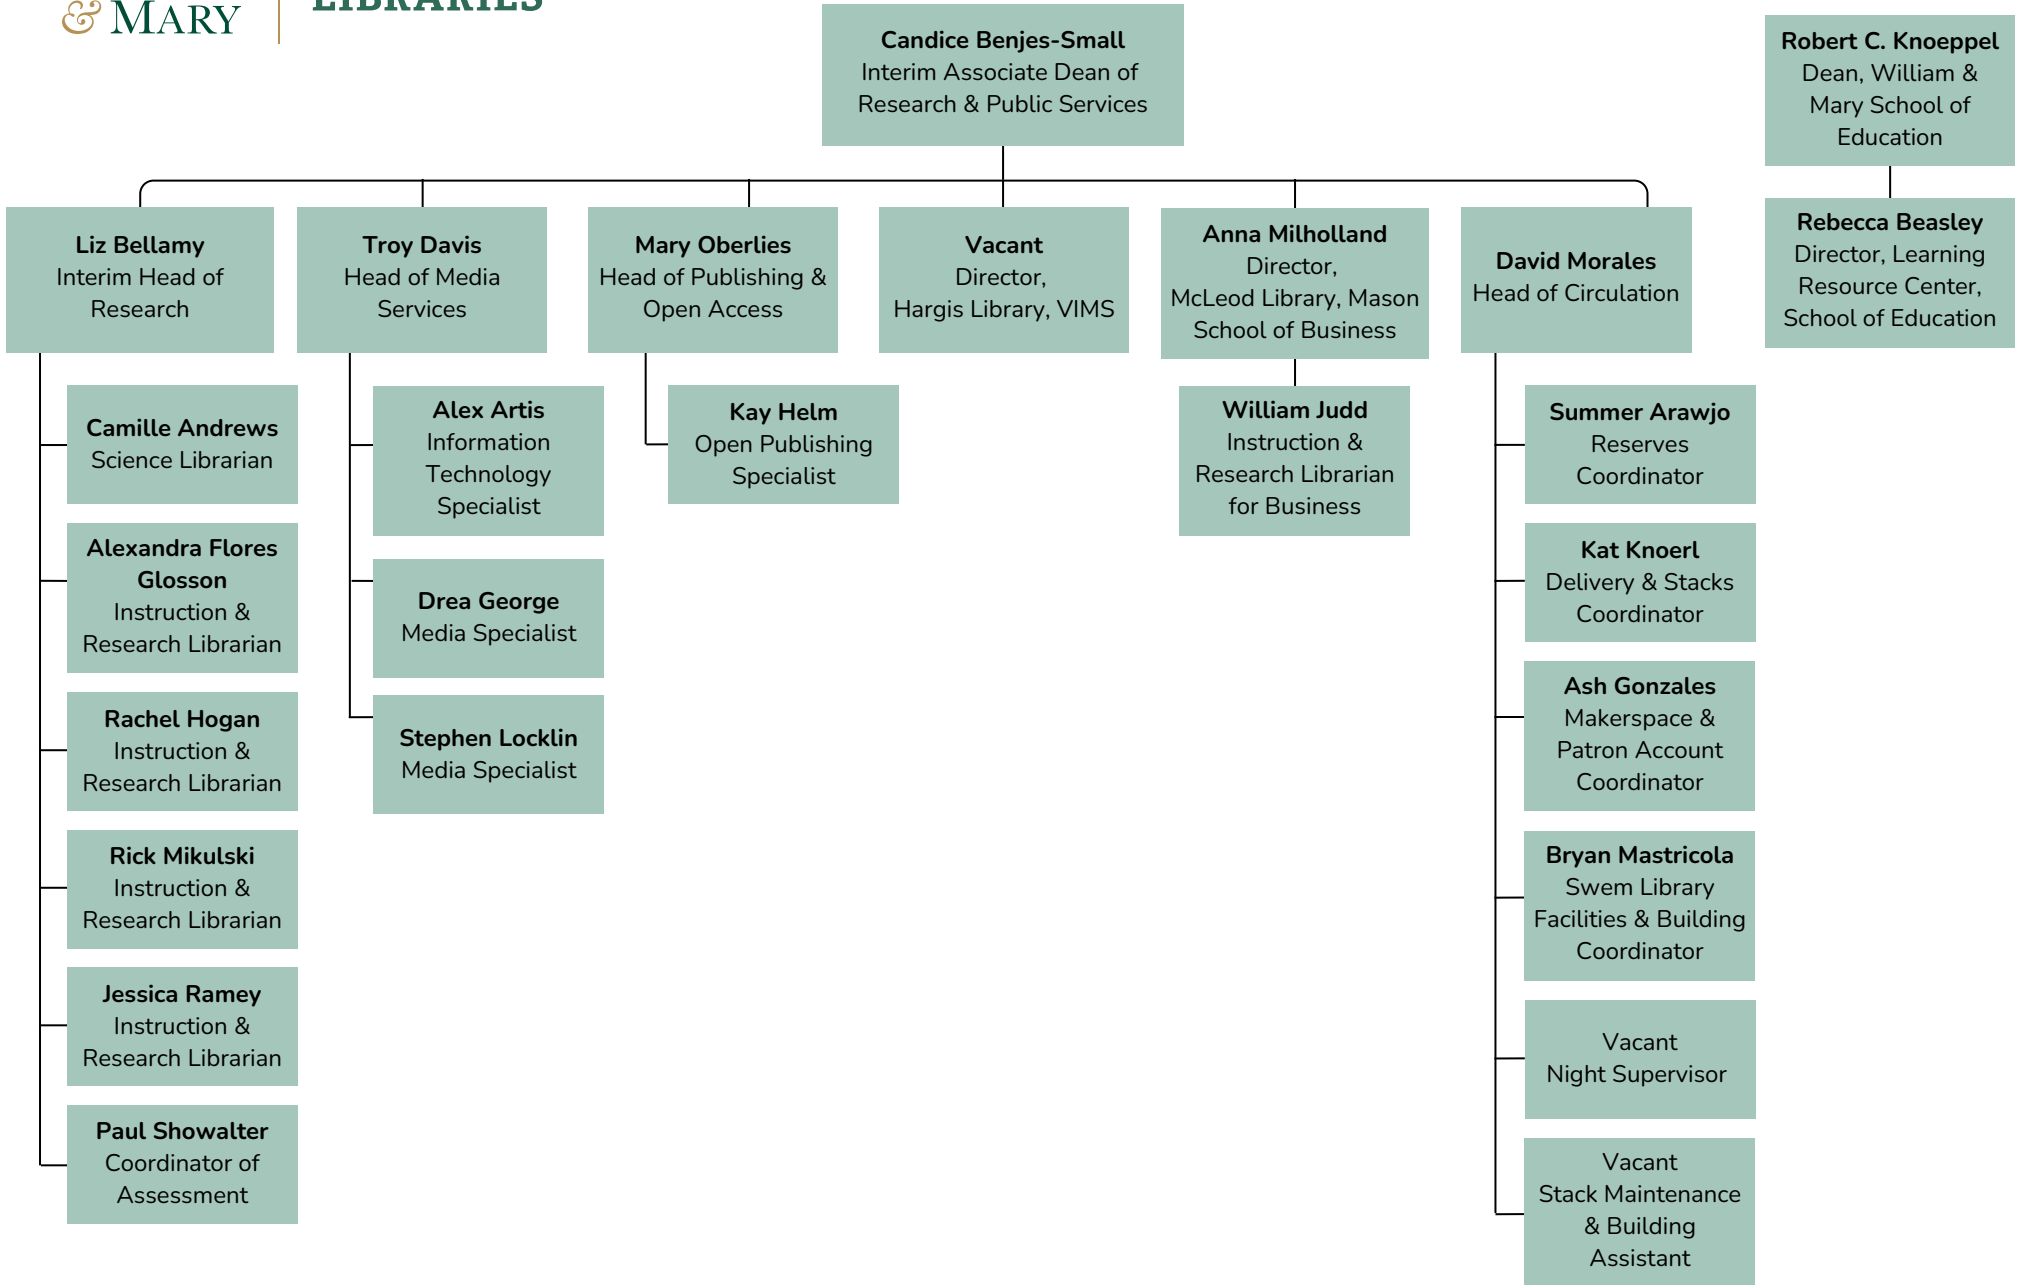 & MARY
LIBRARIES
Candice Benjes-Small
Interim Associate Dean of
Research & Public Services
Robert C. Knoeppel
Dean, William &
Mary School of
Education
Rebecca Beasley
Director, Learning
Resource Center,
School of Education
Liz Bellamy
Interim Head of
Research
Troy Davis
Head of Media
Services
Mary Oberlies
Head of Publishing &
Open Access
Vacant
Director,
Hargis Library, VIMS
Anna Milholland
Director,
McLeod Library, Mason
School of Business
David Morales
Head of Circulation
Camille Andrews
Science Librarian
Alexandra Flores
Glosson
Instruction &
Research Librarian
Rachel Hogan
Instruction &
Research Librarian
Rick Mikulski
Instruction &
Research Librarian
Jessica Ramey
Instruction &
Research Librarian
Paul Showalter
Coordinator of
Assessment
Alex Artis
Information
Technology
Specialist
Drea George
Media Specialist
Stephen Locklin
Media Specialist
Kay Helm
Open Publishing
Specialist
William Judd
Instruction &
Research Librarian
for Business
Summer Arawjo
Reserves
Coordinator
Kat Knoerl
Delivery & Stacks
Coordinator
Ash Gonzales
Makerspace &
Patron Account
Coordinator
Bryan Mastricola
Swem Library
Facilities & Building
Coordinator
Vacant
Night Supervisor
Vacant
Stack Maintenance
& Building
Assistant